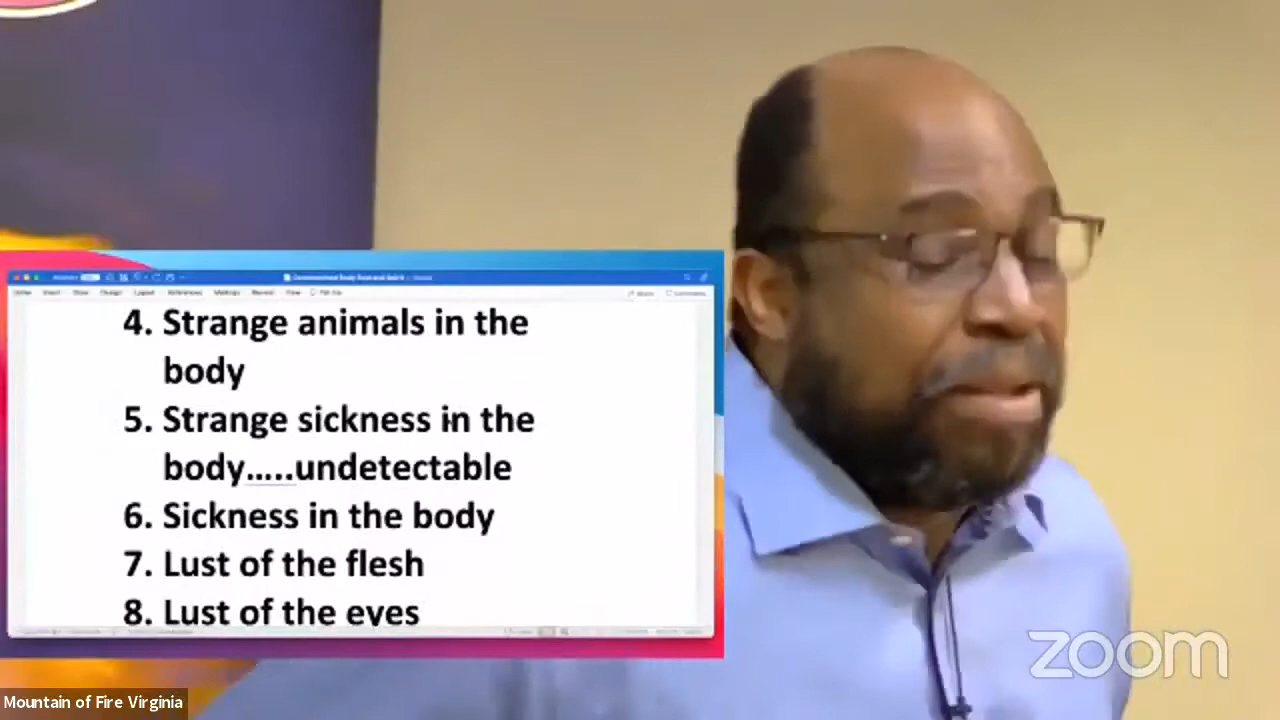 4. Strange animals in the
body
5. Strange sickness in the
body.....undetectable
6. Sickness in the body
7. Lust of the flesh
8. Lust of the eyes
zoom
Mountain of Fire Virginia